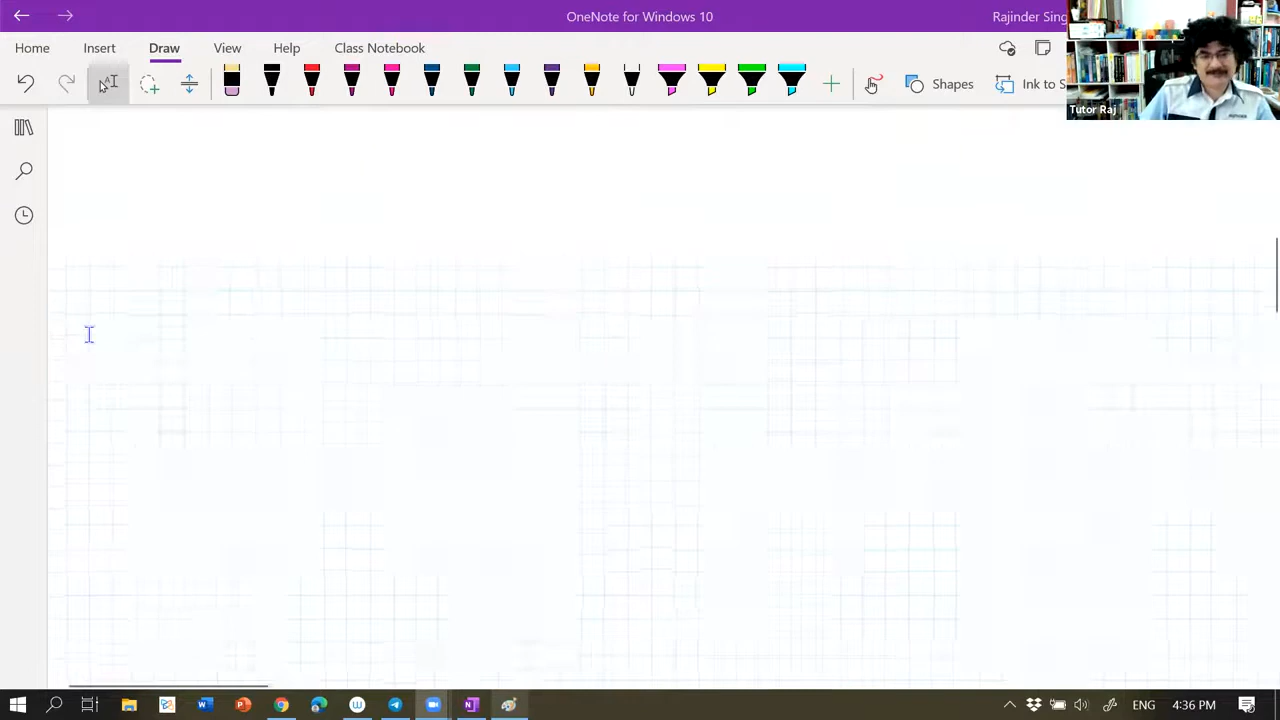 OneNote for Windows 10
Rajinder Sing
Home Insert Draw View Help Class Notebook
Shapes Ink to S
Tutor Raj
ENG 4:36 PM